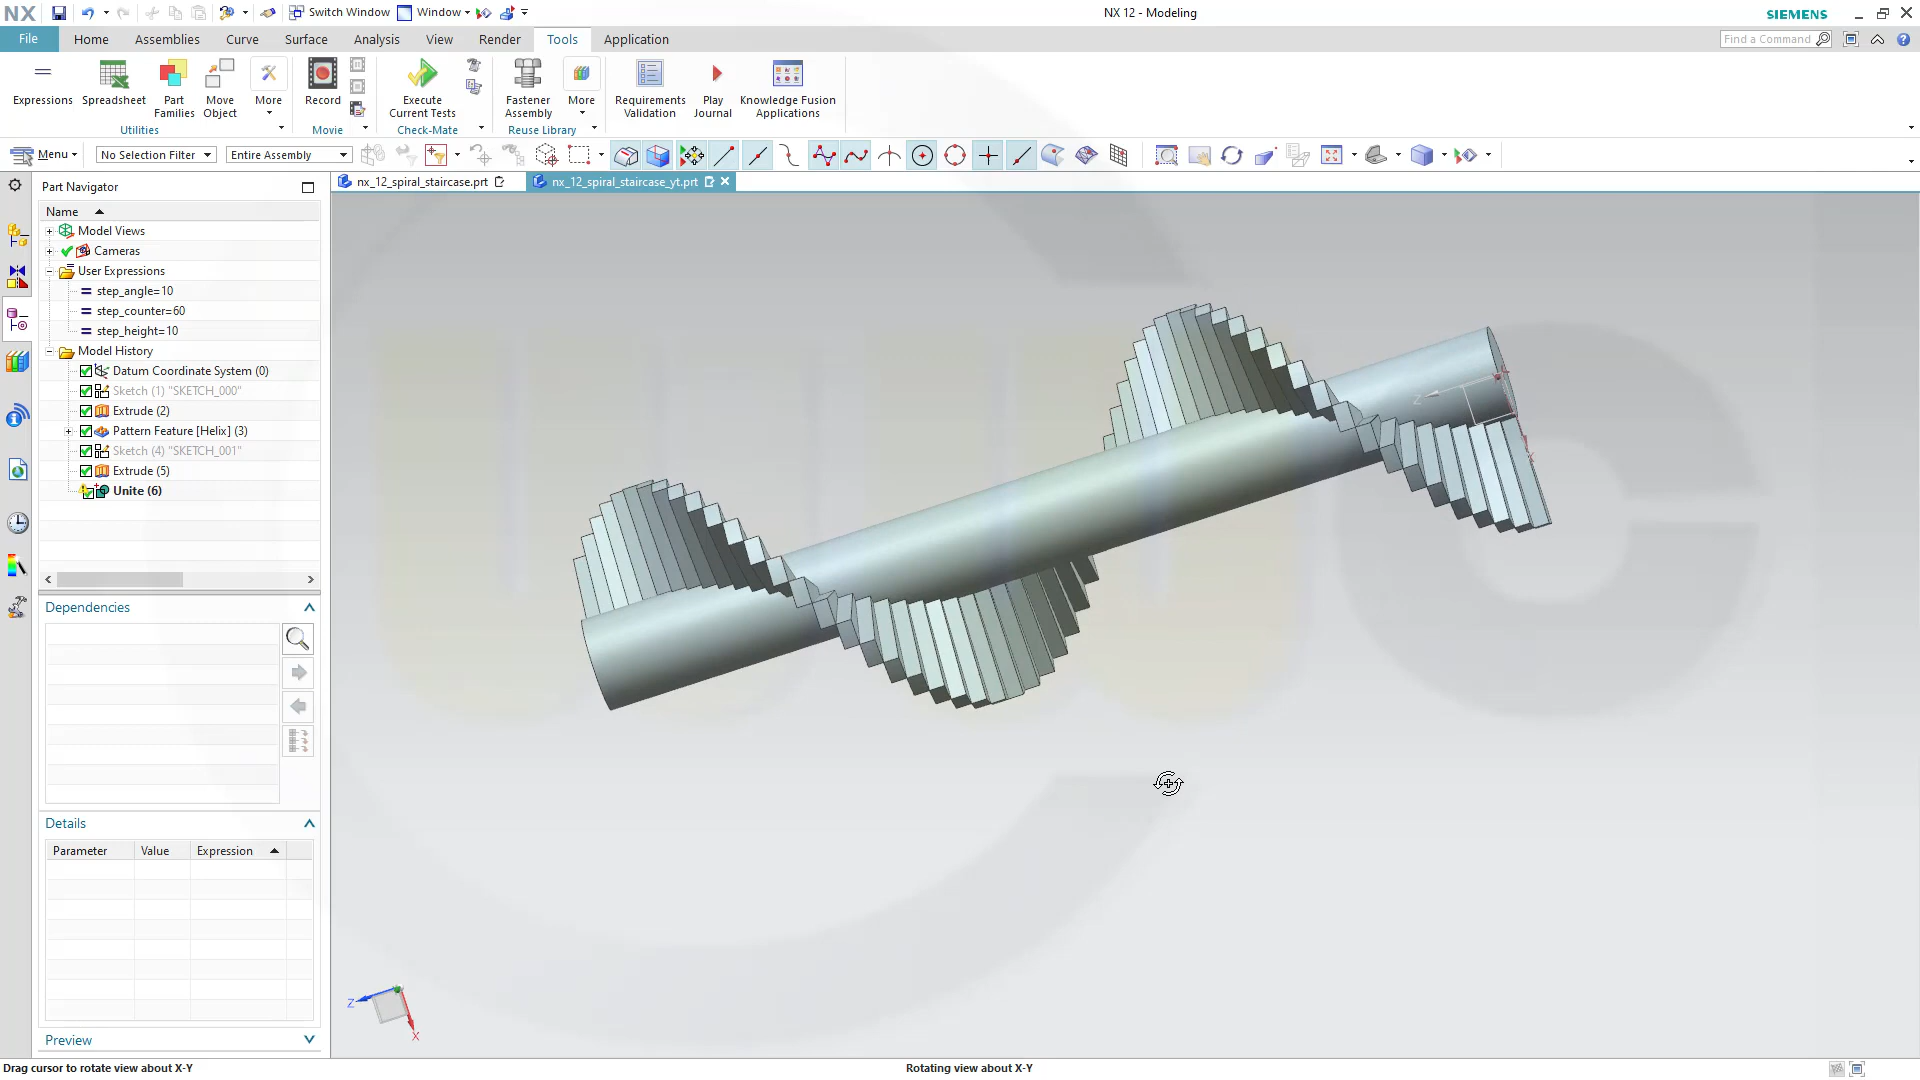 NX
Switch Window
Window
NX 12 - Modeling
SIEMENS
File
Home
Assemblies
Curve
Surface
Analysis
View
Render
Tools
Application
Find a Command
Expressions
Spreadsheet
Part
Families
Move
Object
More
Record
Execute
Current Tests
Fastener
Assembly
More
Requirements
Validation
Play
Journal
Knowledge Fusion
Applications
Utilities
Movie
Check-Mate
Reuse Library
Menu
No Selection Filter
Entire Assembly
Part Navigator
nx_12_spiral_staircase.prt
nx_12_spiral_staircase_yt.prt
Name
Model Views
Cameras
User Expressions
step_angle=10
step_counter=60
step_height=10
Model History
Datum Coordinate System (0)
Sketch (1) "SKETCH_000"
Extrude (2)
Pattern Feature [Helix] (3)
Sketch (4) "SKETCH_001"
Extrude (5)
Unite (6)
Dependencies
Details
Parameter
Value
Expression
Preview
Z
X
Z
X
Drag cursor to rotate view about X-Y
Rotating view about X-Y